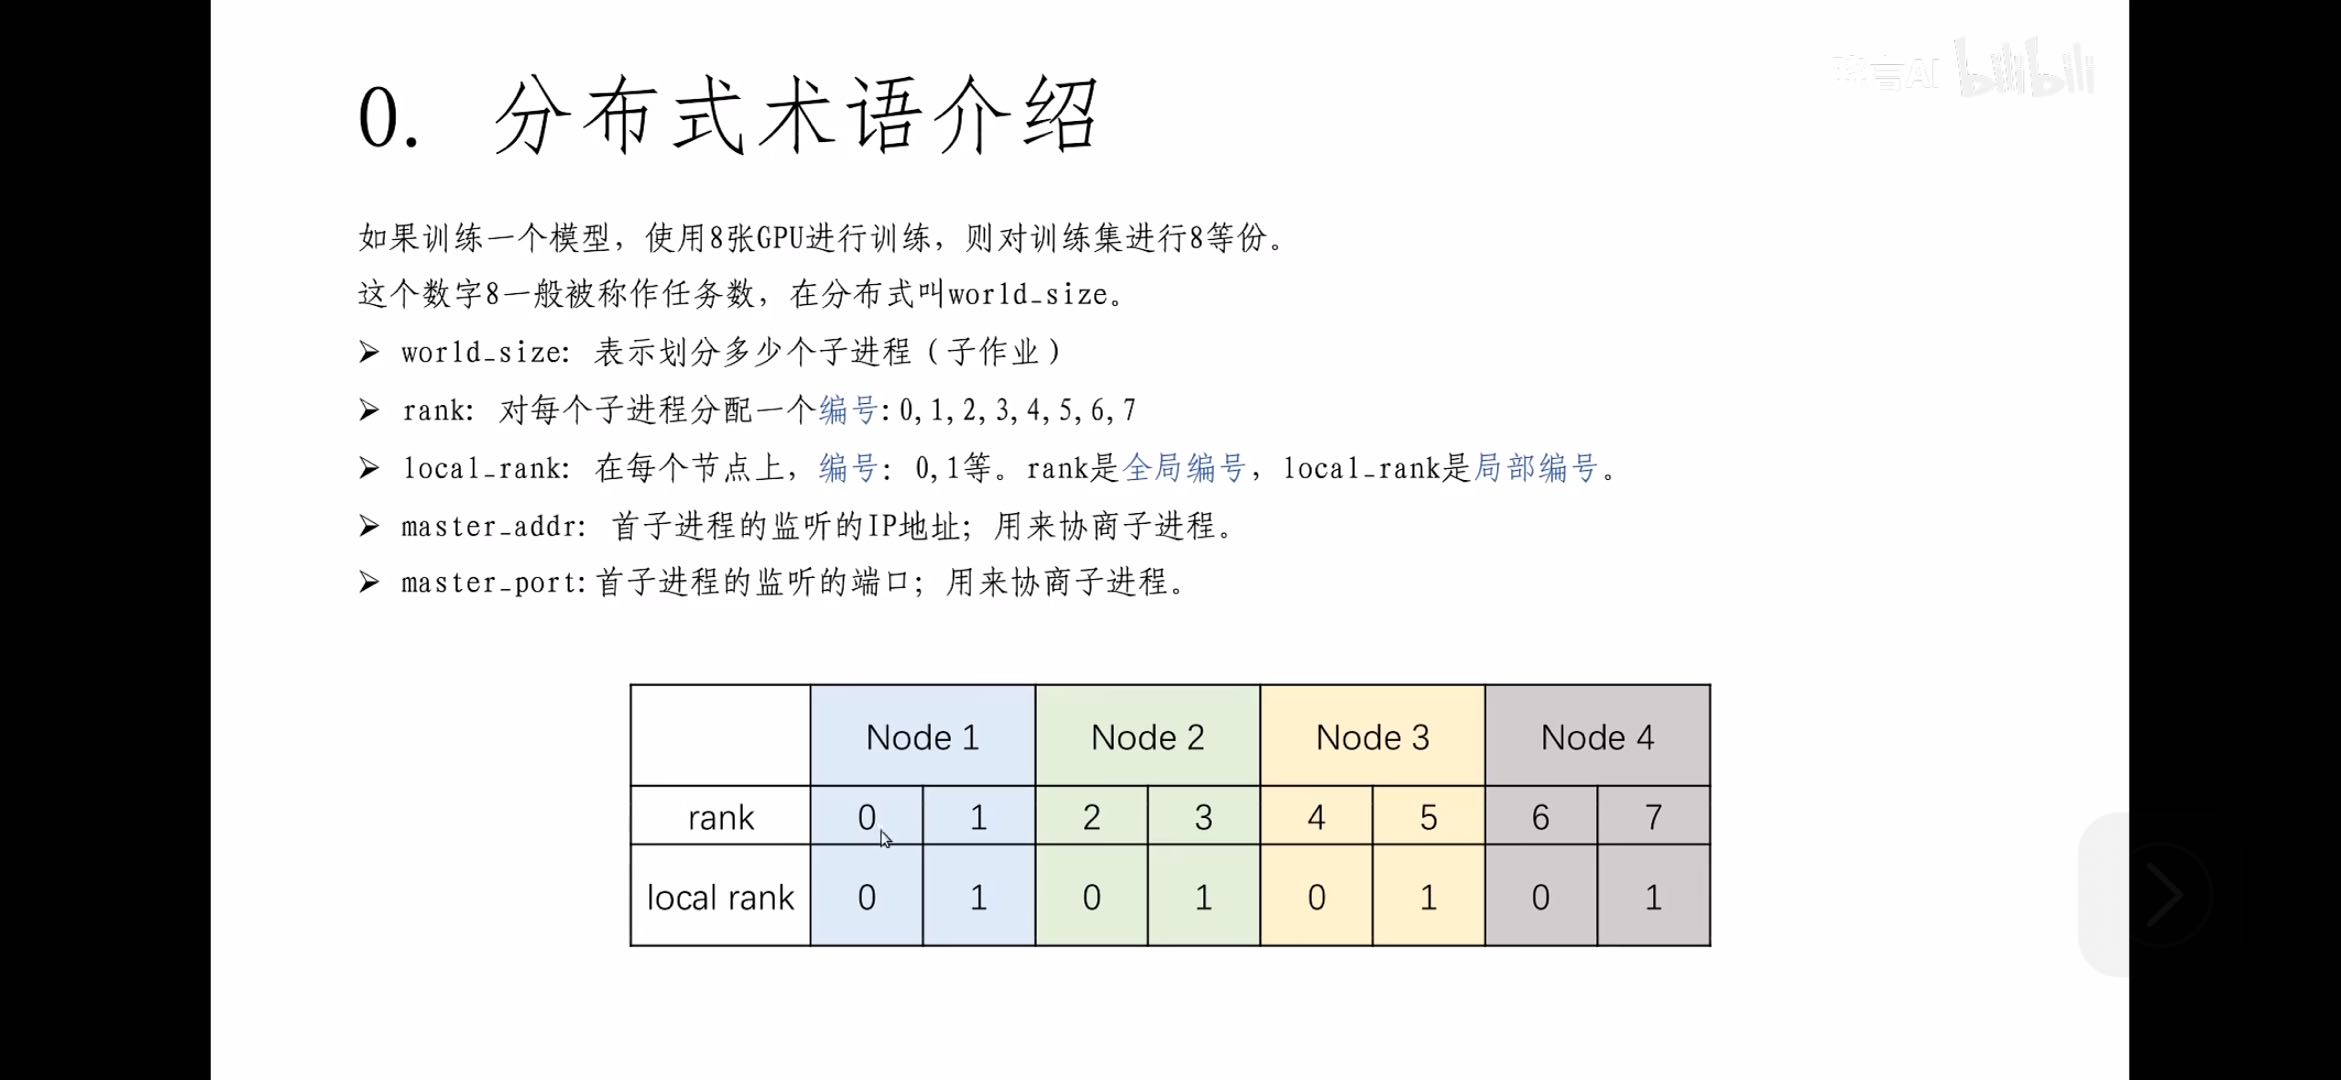 0. 分布式术语介绍
如果训练一个模型，使用8张GPU进行训练，则对训练集进行8等份。
这个数字8一般被称作任务数，在分布式叫world_size。
➢ world_size: 表示划分多少个子进程（子作业）
➢ rank: 对每个子进程分配一个编号:0,1,2,3,4,5,6,7
➢ local_rank: 在每个节点上，编号: 0,1等。rank是全局编号，local_rank是局部编号。
➢ master_addr: 首子进程的监听的IP地址；用来协商子进程。
➢ master_port:首子进程的监听的端口；用来协商子进程。
Node 1 Node 2 Node 3 Node 4
rank 0 1 2 3 4 5 6 7
local rank 0 1 0 1 0 1 0 1
bilibili